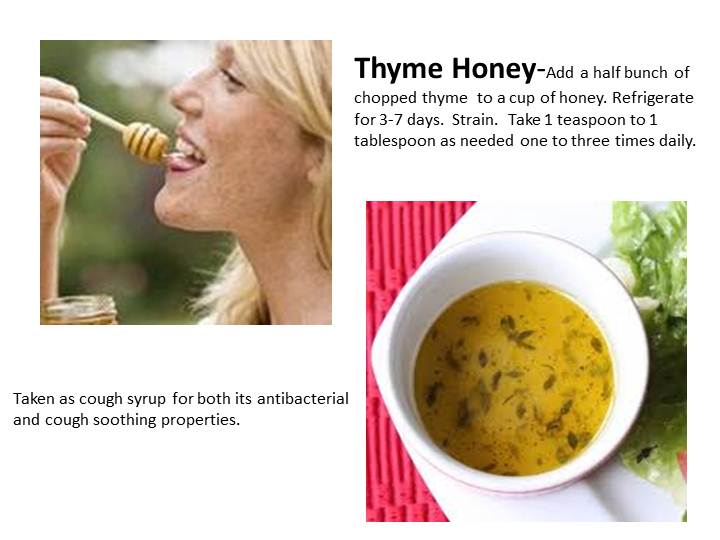 Thyme Honey-Add a half bunch of
chopped thyme to a cup of honey. Refrigerate
for 3-7 days. Strain. Take 1 teaspoon to 1
tablespoon as needed one to three times daily.
Taken as cough syrup for both its antibacterial
and cough soothing properties.